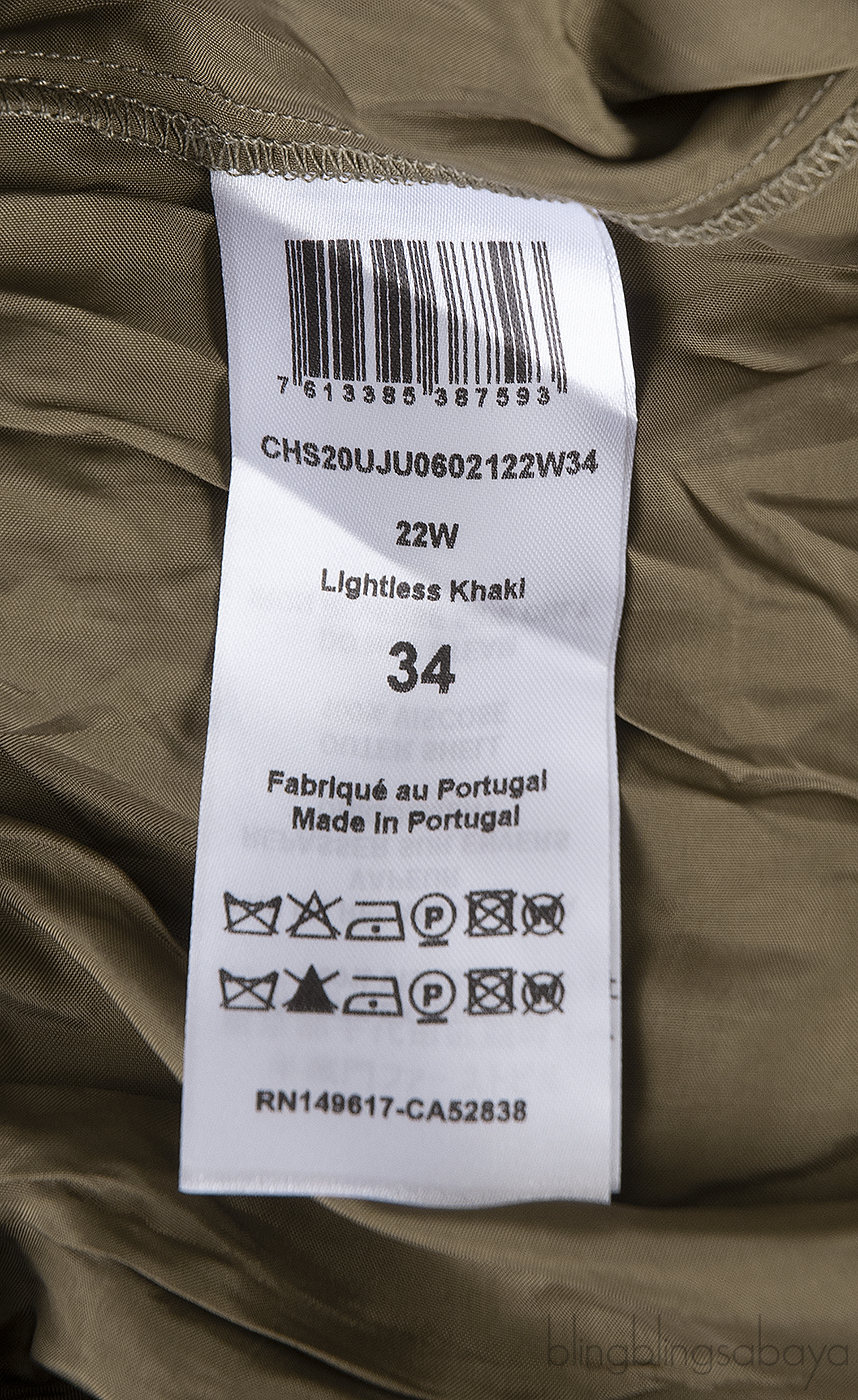 7 613385 387593
CHS20UJU0602122W34
22W
Lightless Khaki
34
Fabriqué au Portugal
Made in Portugal
P W
P W
RN149617-CA52838
blingblingsabaya